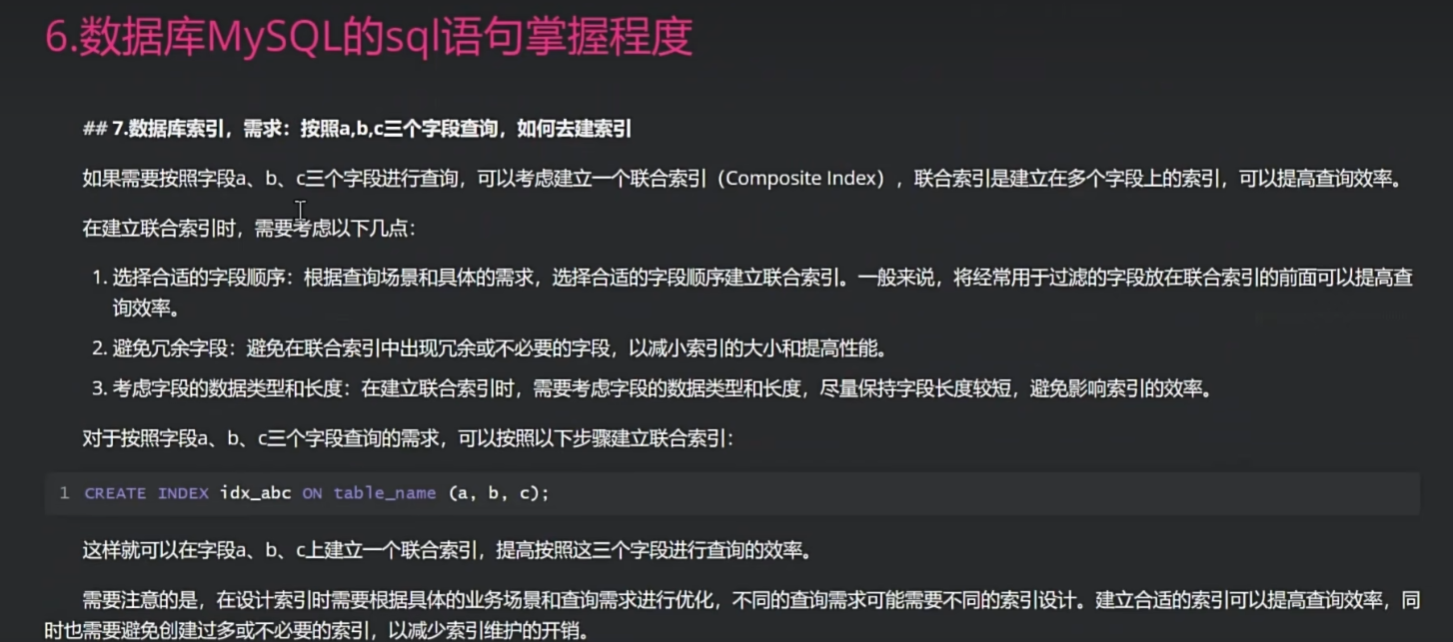 6.数据库MySQL的sql语句掌握程度
## 7.数据库索引，需求：按照a,b,c三个字段查询，如何去建索引
如果需要按照字段a、b、c三个字段进行查询，可以考虑建立一个联合索引（Composite Index），联合索引是建立在多个字段上的索引，可以提高查询效率。
在建立联合索引时，需要考虑以下几点：
1. 选择合适的字段顺序：根据查询场景和具体的需求，选择合适的字段顺序建立联合索引。一般来说，将经常用于过滤的字段放在联合索引的前面可以提高查
询效率。
2. 避免冗余字段：避免在联合索引中出现冗余或不必要的字段，以减小索引的大小和提高性能。
3. 考虑字段的数据类型和长度：在建立联合索引时，需要考虑字段的数据类型和长度，尽量保持字段长度较短，避免影响索引的效率。
对于按照字段a、b、c三个字段查询的需求，可以按照以下步骤建立联合索引：
1 CREATE INDEX idx_abc ON table_name (a, b, c);
这样就可以在字段a、b、c上建立一个联合索引，提高按照这三个字段进行查询的效率。
需要注意的是，在设计索引时需要根据具体的业务场景和查询需求进行优化，不同的查询需求可能需要不同的索引设计。建立合适的索引可以提高查询效率，同
时也需要避免创建过多或不必要的索引，以减少索引维护的开销。